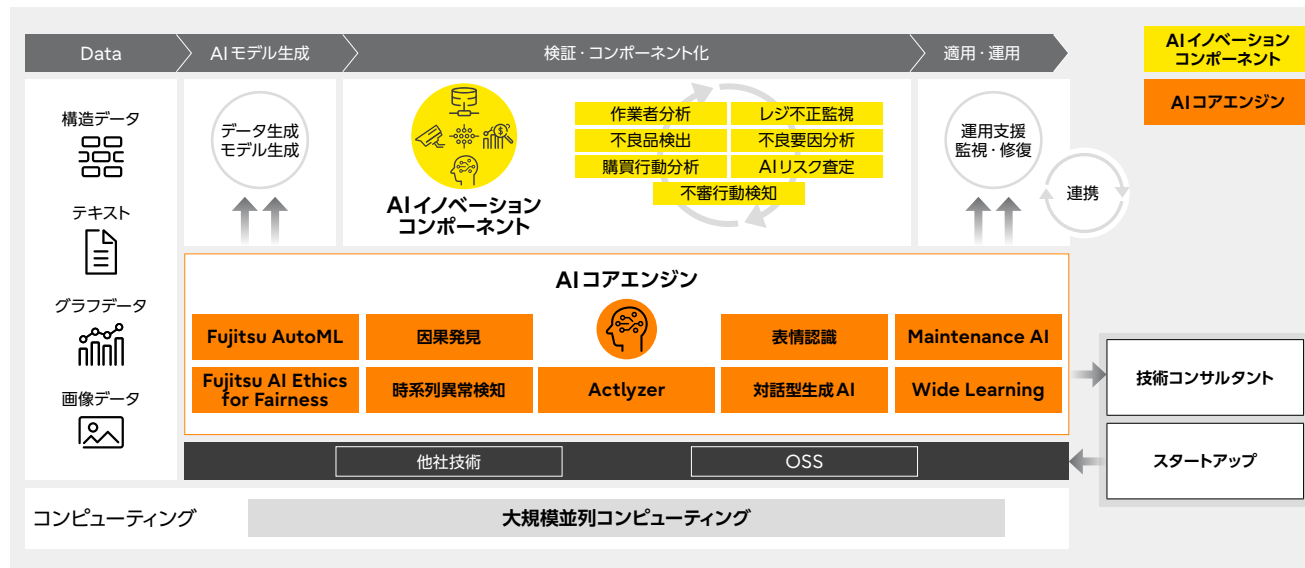 Data
AIモデル生成
検証・コンポーネント化
適用・運用
AIイノベーション
コンポーネント
AIコアエンジン
構造データ
テキスト
グラフデータ
画像データ
データ生成
モデル生成
AIイノベーション
コンポーネント
作業者分析
レジ不正監視
不良品検出
不良要因分析
購買行動分析
AIリスク査定
不審行動検知
運用支援
監視・修復
連携
AIコアエンジン
Fujitsu AutoML
因果発見
表情認識
Maintenance AI
Fujitsu AI Ethics
for Fairness
時系列異常検知
Actlyzer
対話型生成AI
Wide Learning
他社技術
OSS
技術コンサルタント
スタートアップ
コンピューティング
大規模並列コンピューティング